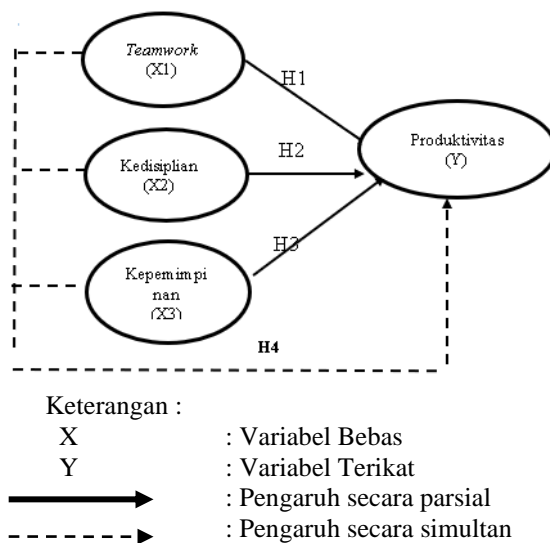 Teamwork
(X1)
H1
Produktivitas
(Y)
Kedisiplian
(X2)
H2
Kepemimpi
nan
(X3)
H3
H4
Keterangan :
X : Variabel Bebas
Y : Variabel Terikat
: Pengaruh secara parsial
: Pengaruh secara simultan